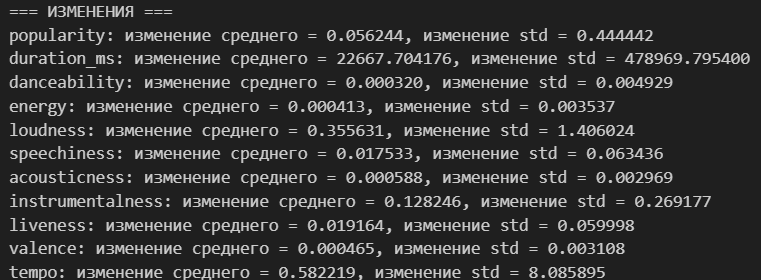 === ИЗМЕНЕНИЯ ===
popularity: изменение среднего = 0.056244, изменение std = 0.444442
duration_ms: изменение среднего = 22667.704176, изменение std = 478969.795400
danceability: изменение среднего = 0.000320, изменение std = 0.004929
energy: изменение среднего = 0.000413, изменение std = 0.003537
loudness: изменение среднего = 0.355631, изменение std = 1.406024
speechiness: изменение среднего = 0.017533, изменение std = 0.063436
acousticness: изменение среднего = 0.000588, изменение std = 0.002969
instrumentalness: изменение среднего = 0.128246, изменение std = 0.269177
liveness: изменение среднего = 0.019164, изменение std = 0.059998
valence: изменение среднего = 0.000465, изменение std = 0.003108
tempo: изменение среднего = 0.582219, изменение std = 8.085895